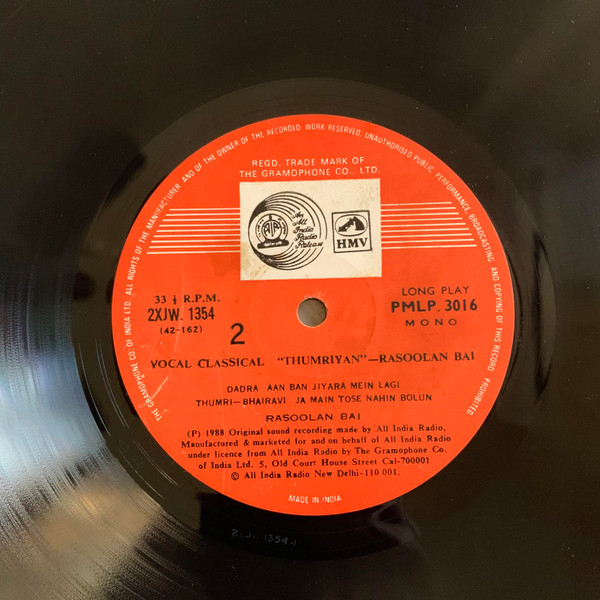 THE GRAMOPHONE CO. OF INDIA LTD. ALL RIGHTS OF THE MANUFACTURER AND OF THE OWNER OF THE RECORDED WORK RESERVED. UNAUTHORISED PUBLIC PERFORMANCE BROADCASTING AND COPYING OF THIS RECORD PROHIBITED
REGD. TRADE MARK OF
THE GRAMOPHONE CO., LTD.
An
All
India
Radio
Release
HMV
33 ⅓ R.P.M.
2XJW. 1354
(42-162)
2
LONG PLAY
PMLP. 3016
MONO
VOCAL CLASSICAL "THUMRIYAN"—RASOOLAN BAI
DADRA AAN BAN JIYARA MEIN LAGI
THUMRI—BHAIRAVI JA MAIN TOSE NAHIN BOLUN
RASOOLAN BAI
(P) 1988 Original sound recording made by All India Radio,
Manufactured & marketed for and on behalf of All India Radio
under licence from All India Radio by The Gramophone Co.
of India Ltd. 5, Old Court House Street Cal-700001
© All India Radio New Delhi-110 001.
MADE IN INDIA